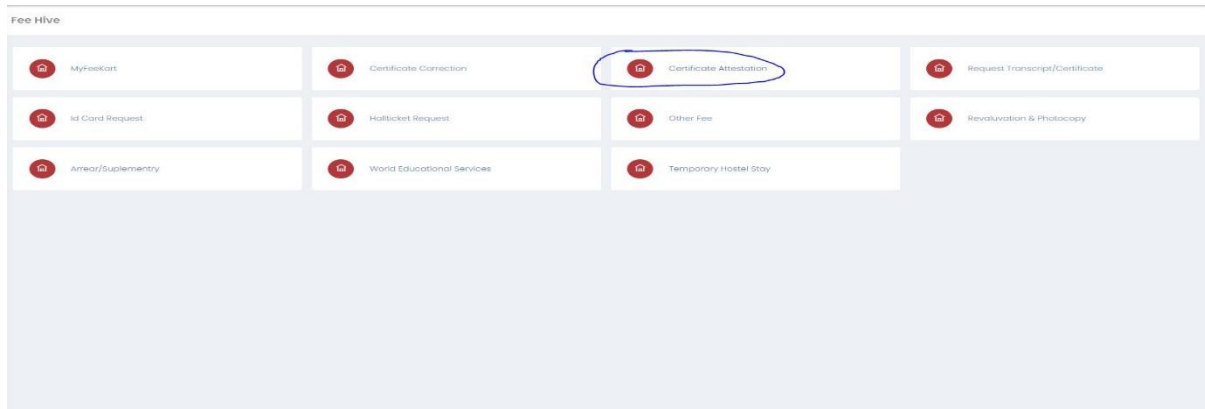 Fee Hive
MyFeeKart
Certificate Correction
Certificate Attestation
Request Transcript/Certificate
Id Card Request
Hallticket Request
Other Fee
Revaluvation & Photocopy
Arrear/Suplementry
World Educational Services
Temporary Hostel Stay